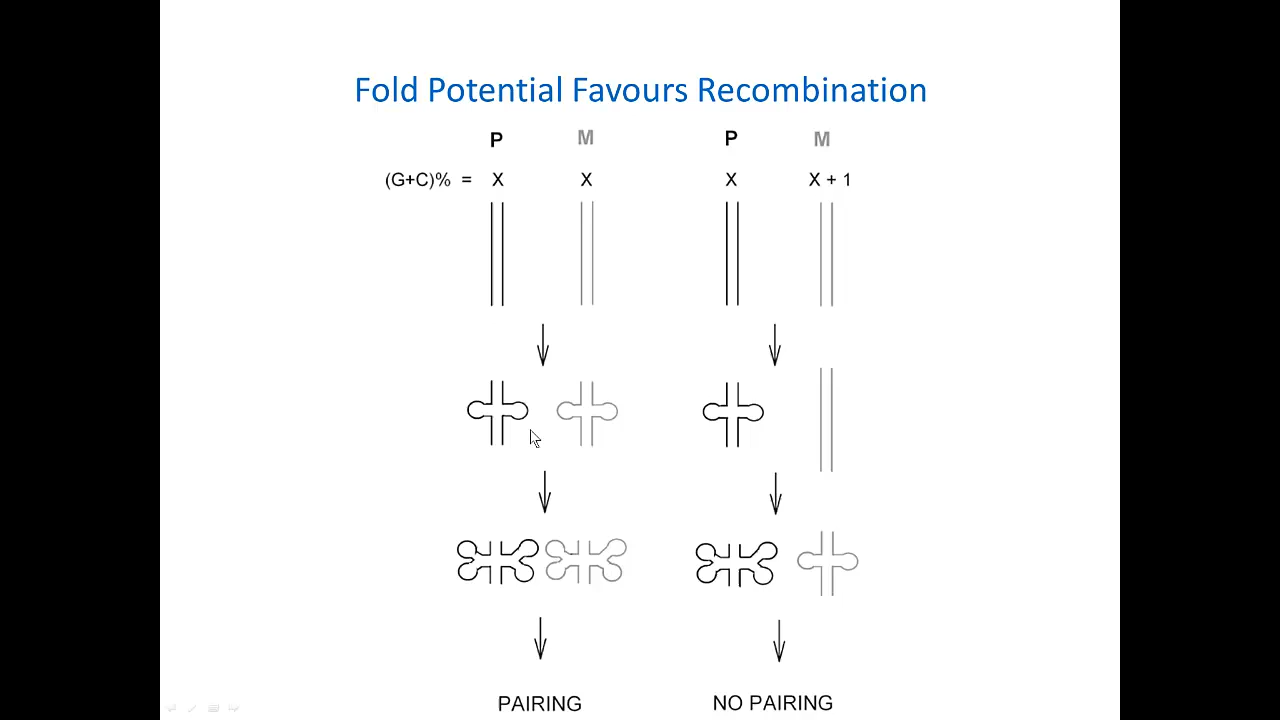 Fold Potential Favours Recombination
P M P M
(G+C)% = X X X X + 1
PAIRING NO PAIRING